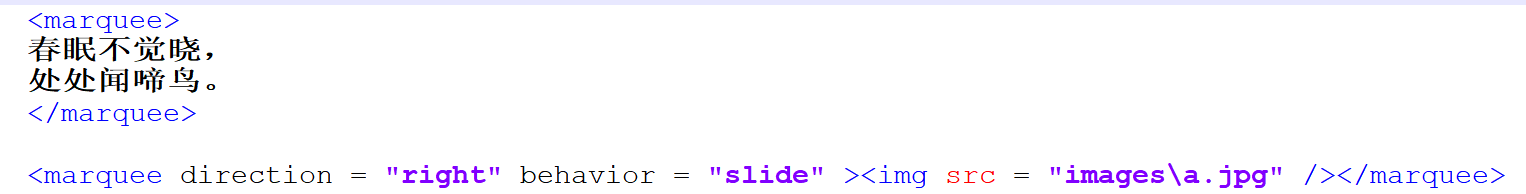 <marquee>
春眠不觉晓，
处处闻啼鸟。
</marquee>
<marquee direction = "right" behavior = "slide" ><img src = "images\a.jpg" /></marquee>